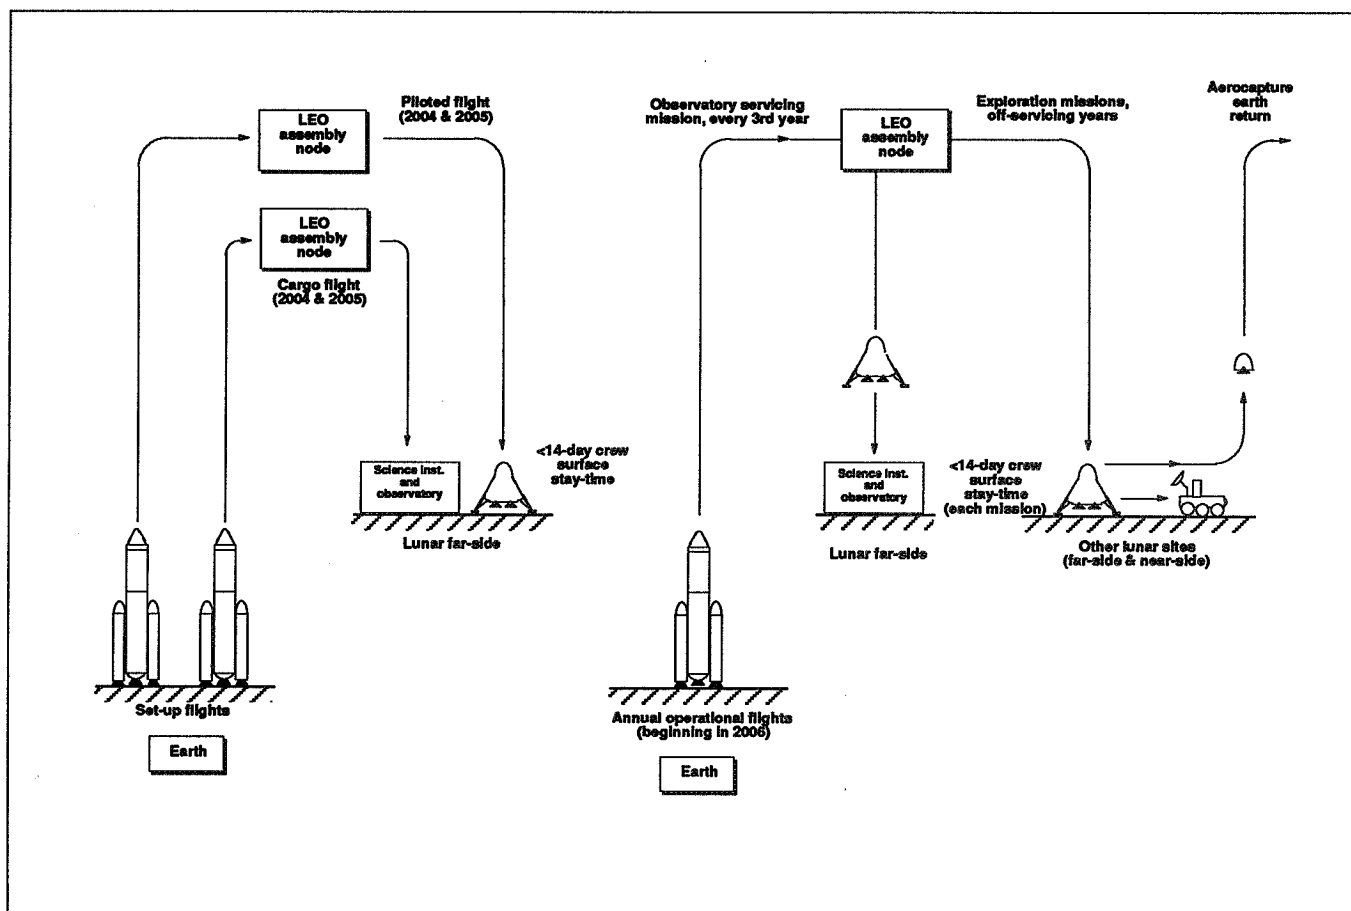 Piloted flight
(2004 & 2005)
LEO
assembly
node
LEO
assembly
node
Cargo flight
(2004 & 2005)
Science inst.
and
observatory
<14-day crew
surface
stay-time
Lunar far-side
Set-up flights
Earth
Observatory servicing
mission, every 3rd year
LEO
assembly
node
Exploration missions,
off-servicing years
Aerocapture
earth
return
Science inst.
and
observatory
Lunar far-side
<14-day crew
surface
stay-time
(each mission)
Other lunar sites
(far-side & near-side)
Annual operational flights
(beginning in 2006)
Earth